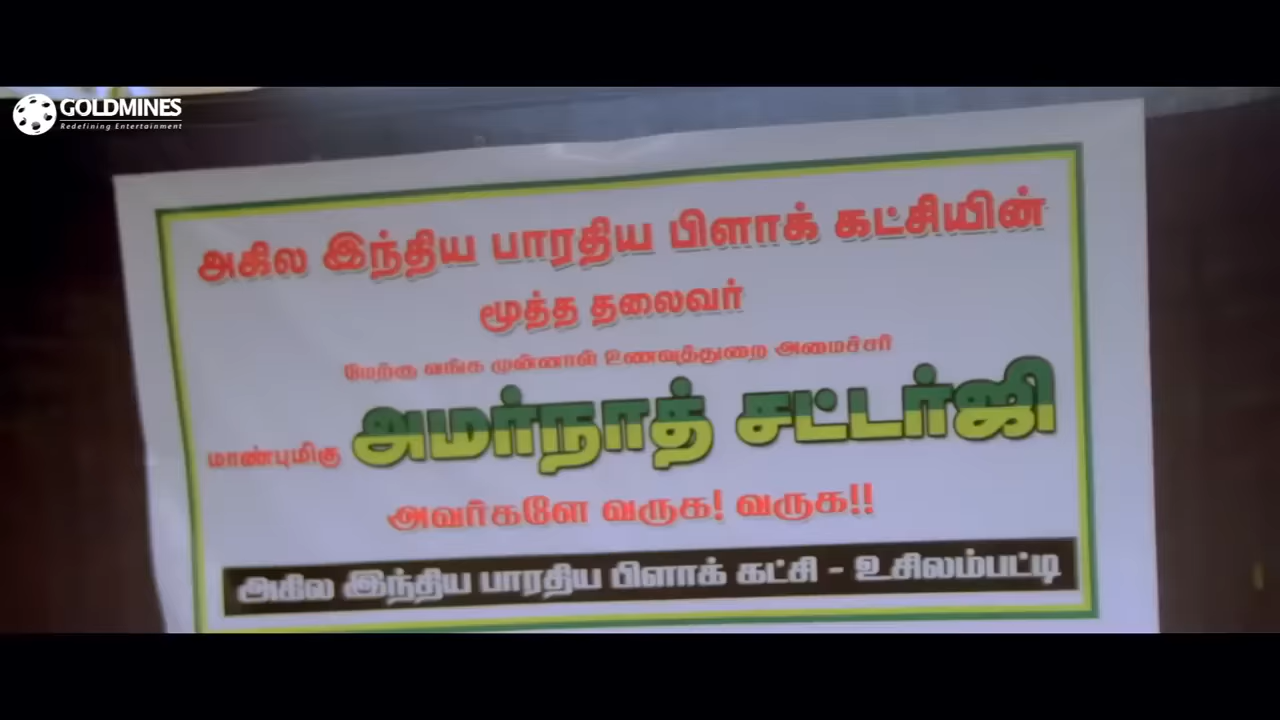 GOLDMINES
Redefining Entertainment
அகில இந்திய பாரதிய பிளாக் கட்சியின்
மூத்த தலைவர்
மேற்கு வங்க முன்னாள் உணவுத்துறை அமைச்சர்
மாண்புமிகு அமர்நாத் சட்டர்ஜி
அவர்களே வருக! வருக!!
அகில இந்திய பாரதிய பிளாக் கட்சி - உசிலம்பட்டி